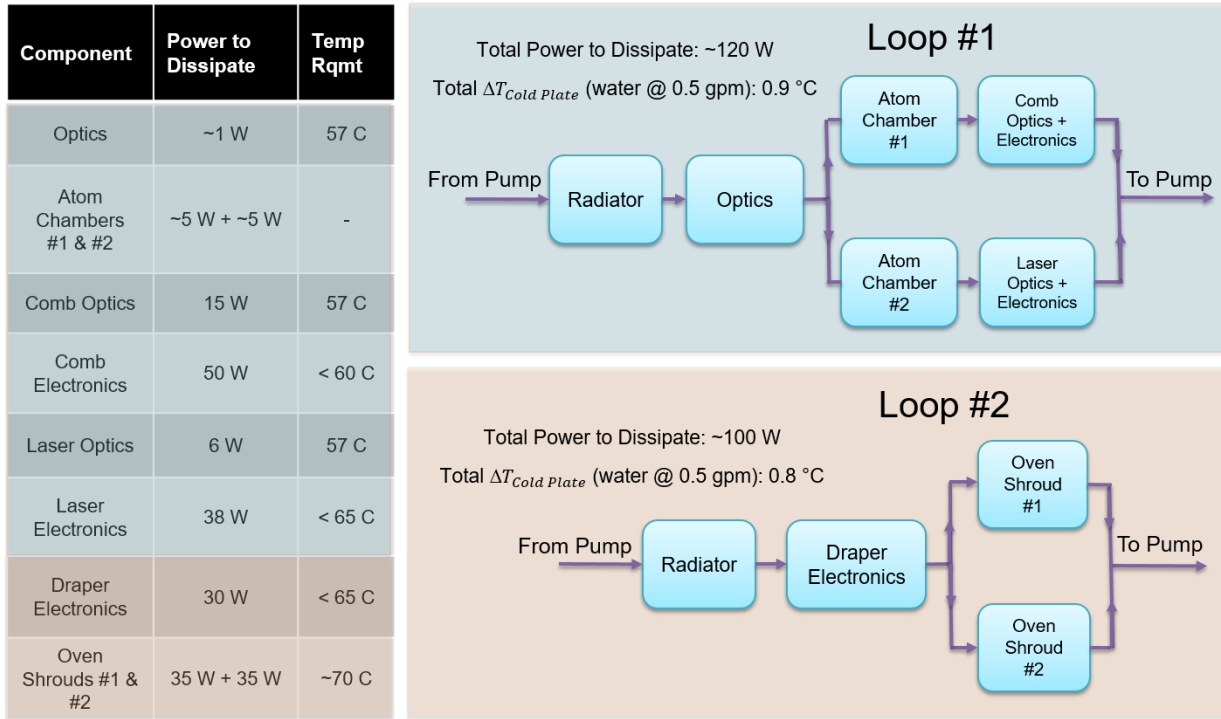 Component
Power to
Dissipate
Temp
Rqmt
Optics
~1 W
57 C
Atom
Chambers
#1 & #2
~5 W + ~5 W
-
Comb Optics
15 W
57 C
Comb
Electronics
50 W
< 60 C
Laser Optics
6 W
57 C
Laser
Electronics
38 W
< 65 C
Draper
Electronics
30 W
< 65 C
Oven
Shrouds #1 &
#2
35 W + 35 W
~70 C
Loop #1
Total Power to Dissipate: ~120 W
Total ΔT Cold Plate (water @ 0.5 gpm): 0.9 °C
From Pump
Radiator
Optics
Atom
Chamber
#1
Comb
Optics +
Electronics
Atom
Chamber
#2
Laser
Optics +
Electronics
To Pump
Loop #2
Total Power to Dissipate: ~100 W
Total ΔT Cold Plate (water @ 0.5 gpm): 0.8 °C
From Pump
Radiator
Draper
Electronics
Oven
Shroud
#1
Oven
Shroud
#2
To Pump